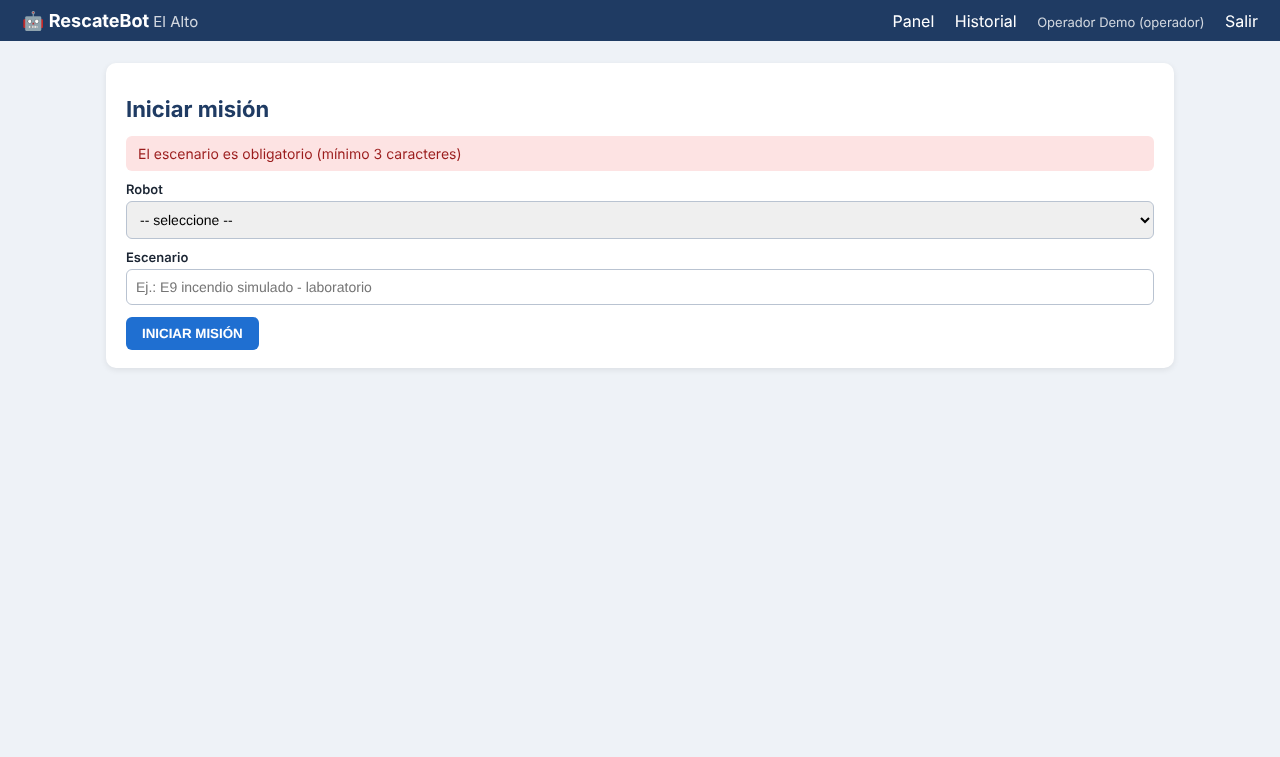 🤖 RescateBot El Alto Panel Historial Operador Demo (operador) Salir
Iniciar misión
El escenario es obligatorio (mínimo 3 caracteres)
Robot
-- seleccione --
Escenario
Ej.: E9 incendio simulado - laboratorio
INICIAR MISIÓN